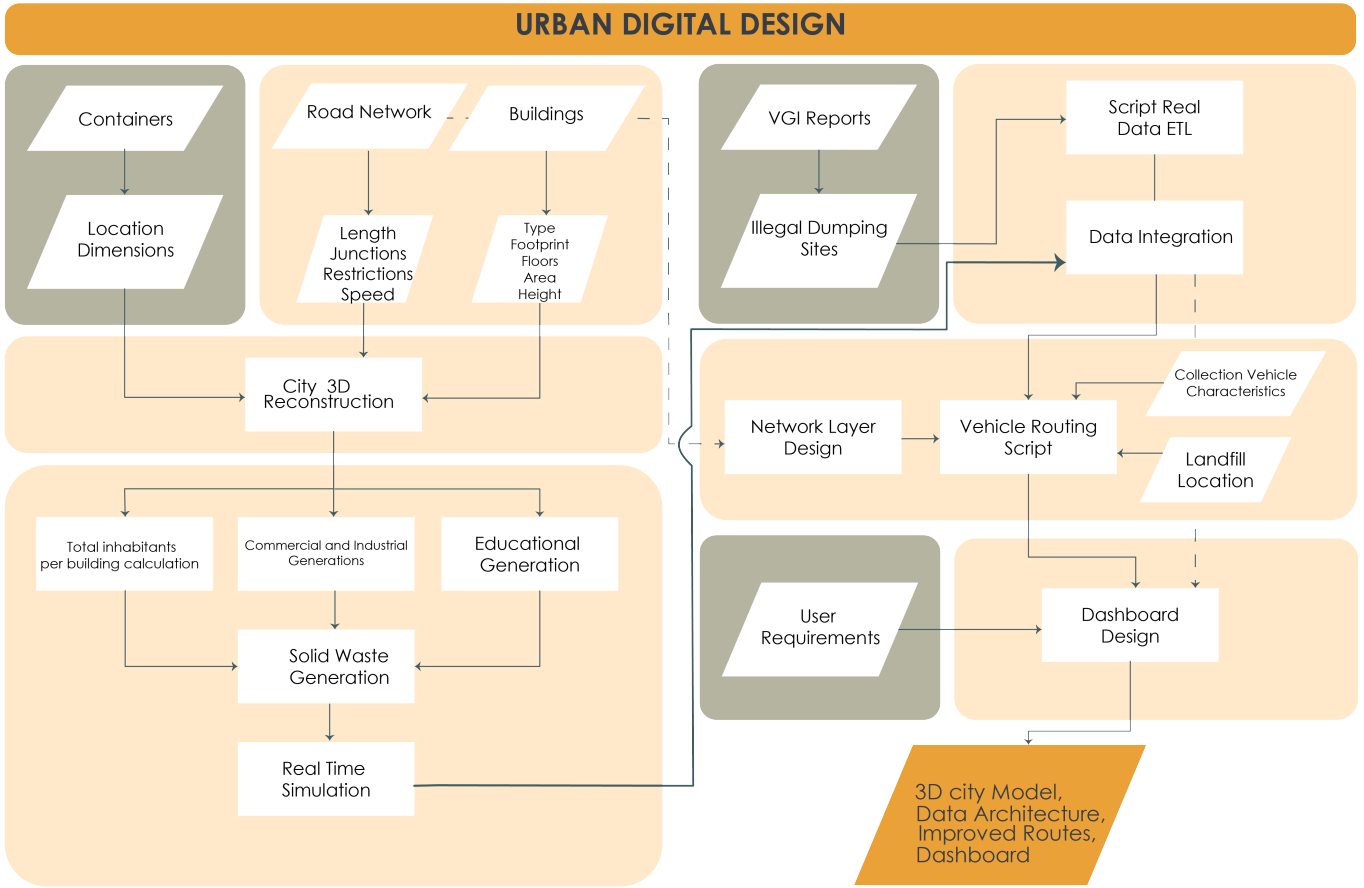 URBAN DIGITAL DESIGN
Containers
Location
Dimensions
Road Network
Buildings
Length
Junctions
Restrictions
Speed
Type
Footprint
Floors
Area
Height
City 3D
Reconstruction
Total inhabitants
per building calculation
Commercial and Industrial
Generations
Educational
Generation
Solid Waste
Generation
Real Time
Simulation
VGI Reports
Illegal Dumping
Sites
Script Real
Data ETL
Data Integration
Collection Vehicle
Characteristics
Network Layer
Design
Vehicle Routing
Script
Landfill
Location
User
Requirements
Dashboard
Design
3D city Model,
Data Architecture,
Improved Routes,
Dashboard